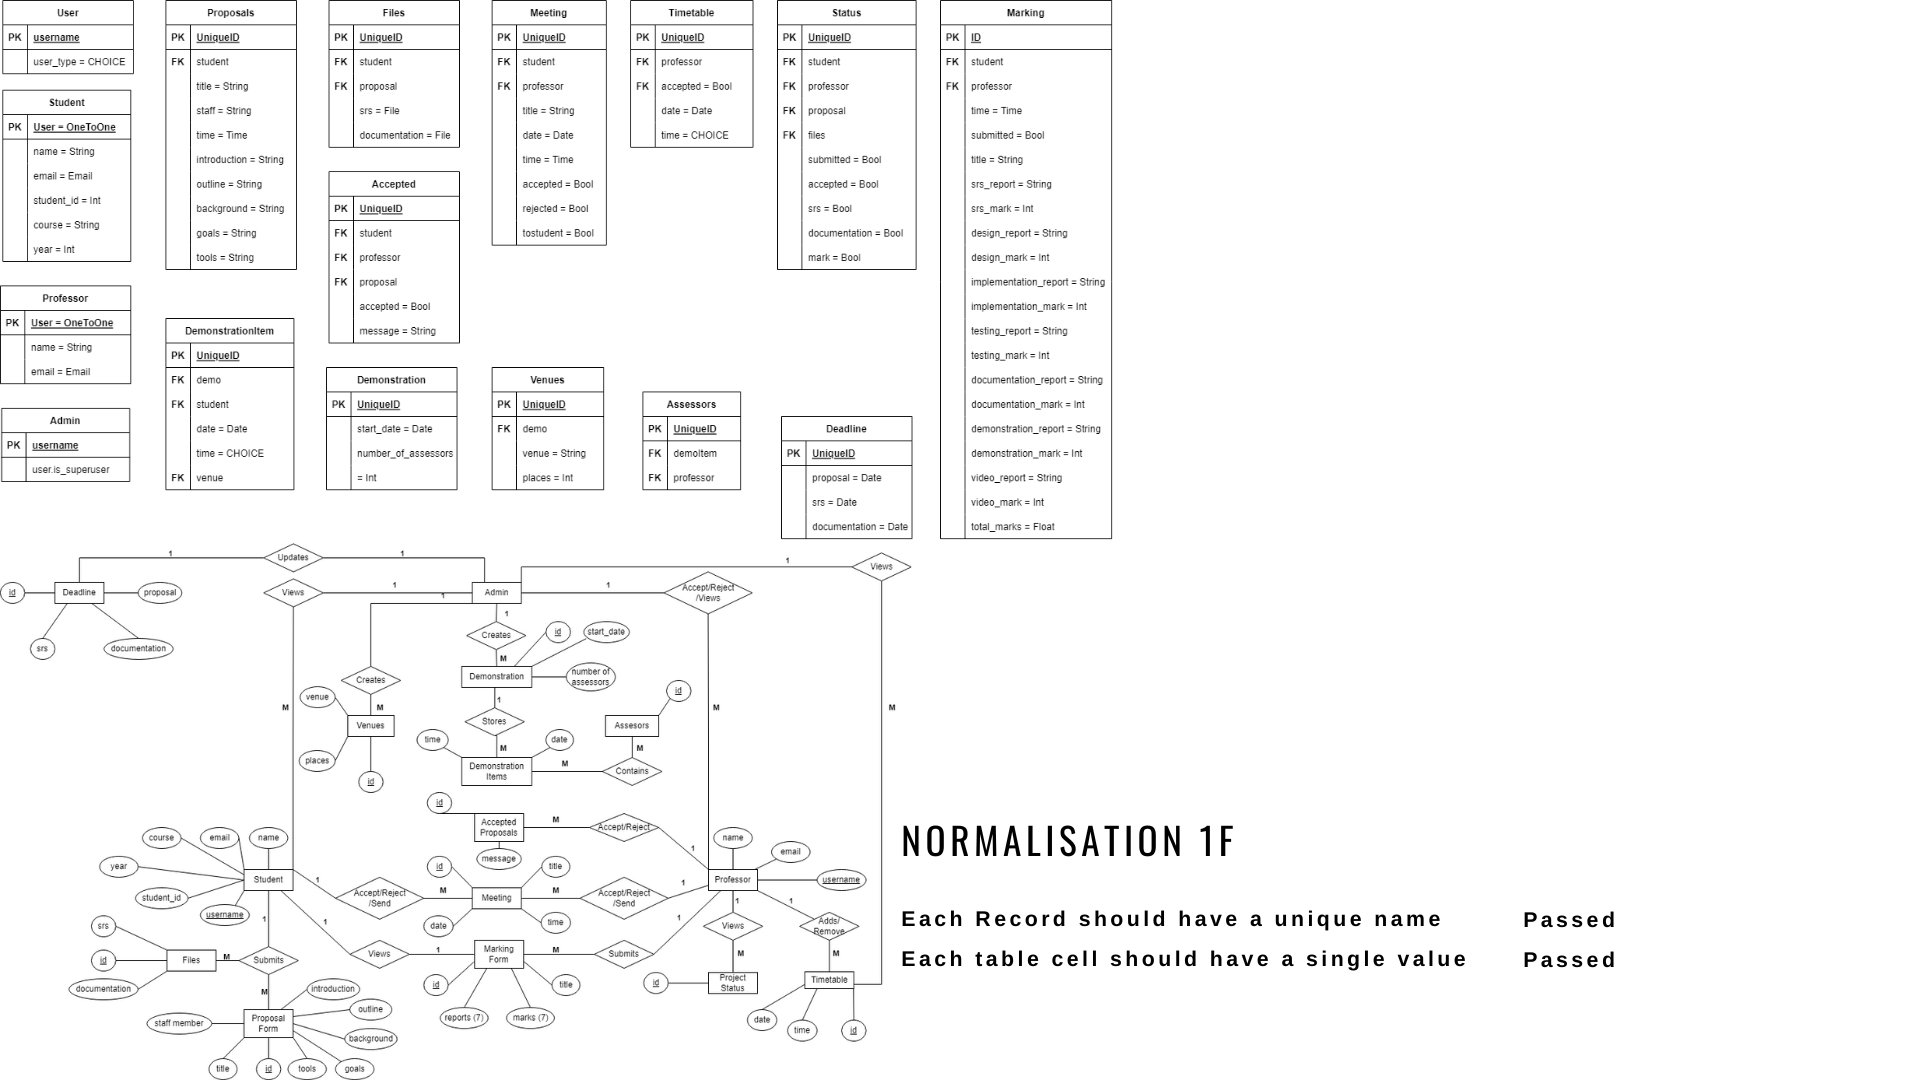 User
PK username
user_type = CHOICE
Student
PK User = OneToOne
name = String
email = Email
student_id = Int
course = String
year = Int
Professor
PK User = OneToOne
name = String
email = Email
Admin
PK username
user.is_superuser
Proposals
PK UniqueID
FK student
title = String
staff = String
time = Time
introduction = String
outline = String
background = String
goals = String
tools = String
DemonstrationItem
PK UniqueID
FK demo
FK student
date = Date
time = CHOICE
FK venue
Files
PK UniqueID
FK student
FK proposal
srs = File
documentation = File
Accepted
PK UniqueID
FK student
FK professor
FK proposal
accepted = Bool
message = String
Demonstration
PK UniqueID
start_date = Date
number_of_assessors
= Int
Meeting
PK UniqueID
FK student
FK professor
title = String
date = Date
time = Time
accepted = Bool
rejected = Bool
tostudent = Bool
Venues
PK UniqueID
FK demo
venue = String
places = Int
Timetable
PK UniqueID
FK professor
FK accepted = Bool
date = Date
time = CHOICE
Assessors
PK UniqueID
FK demoItem
FK professor
Status
PK UniqueID
FK student
FK professor
FK proposal
FK files
submitted = Bool
accepted = Bool
srs = Bool
documentation = Bool
mark = Bool
Deadline
PK UniqueID
proposal = Date
srs = Date
documentation = Date
Marking
PK ID
FK student
FK professor
time = Time
submitted = Bool
title = String
srs_report = String
srs_mark = Int
design_report = String
design_mark = Int
implementation_report = String
implementation_mark = Int
testing_report = String
testing_mark = Int
documentation_report = String
documentation_mark = Int
demonstration_report = String
demonstration_mark = Int
video_report = String
video_mark = Int
total_marks = Float
1 Updates 1
1 Views
id Deadline proposal
srs documentation
Views 1 1 Admin 1
Accept/Reject
/Views
1
Creates
M
id start_date
Demonstration
number of
assessors
1
Stores
M
Creates
M
venue
Venues
places
id
id
Assesors
M
Contains
M
time date
Demonstration
Items
M
M
M
id
Accepted
Proposals
message
M Accept/Reject 1
course email name
year
Student
student_id
username
1
Accept/Reject
/Send
M
id title
Meeting
date time
M
Accept/Reject
/Send
1
name
email
Professor
username
1
Views
M
Project
Status
id
1
Adds/
Remove
M
Timetable
date time id
srs
id Files M Submits
documentation
1
M
1
Views 1
Marking
Form
M Submits 1
id title
reports (7) marks (7)
introduction
outline
staff member
Proposal
Form
background
title id tools goals
NORMALISATION 1F
Each Record should have a unique name Passed
Each table cell should have a single value Passed